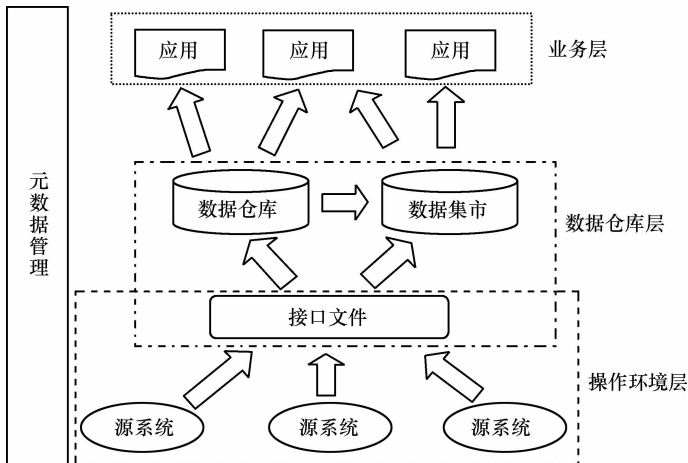 应用
应用
应用
业务层
元数据管理
数据仓库
数据集市
数据仓库层
接口文件
操作环境层
源系统
源系统
源系统